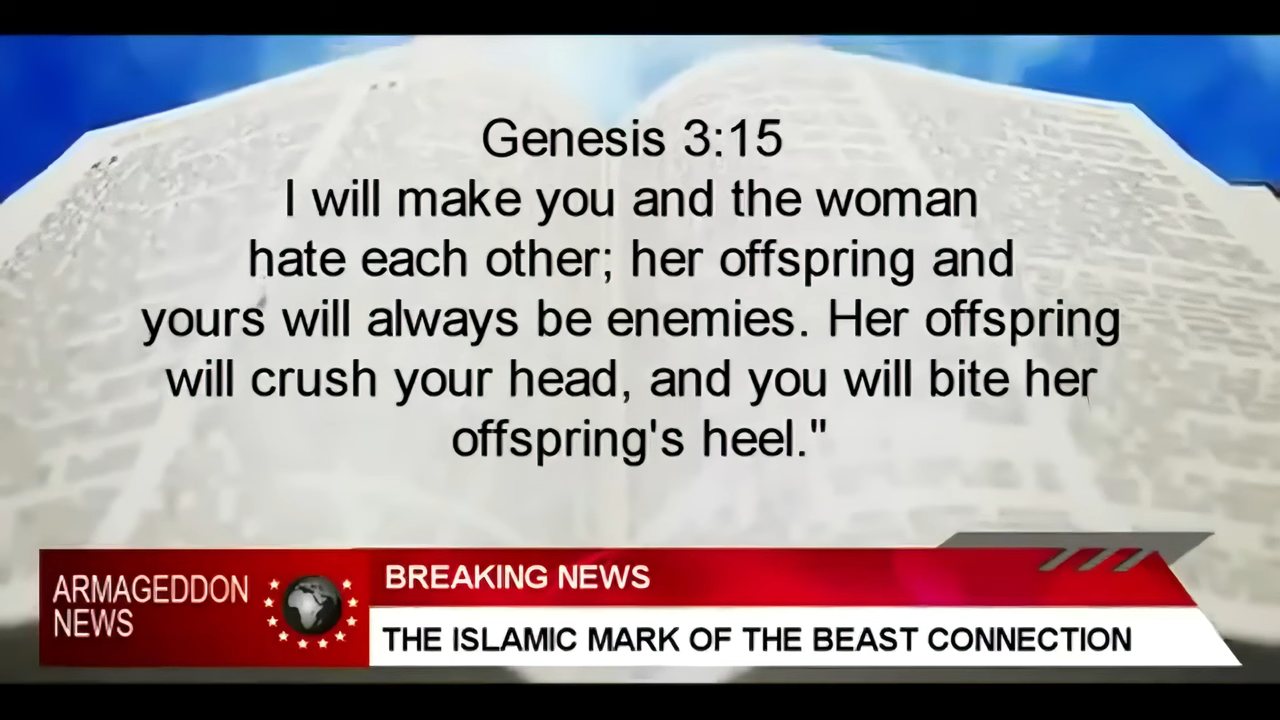 Genesis 3:15
I will make you and the woman
hate each other; her offspring and
yours will always be enemies. Her offspring
will crush your head, and you will bite her
offspring's heel."
ARMAGEDDON
NEWS
BREAKING NEWS
THE ISLAMIC MARK OF THE BEAST CONNECTION